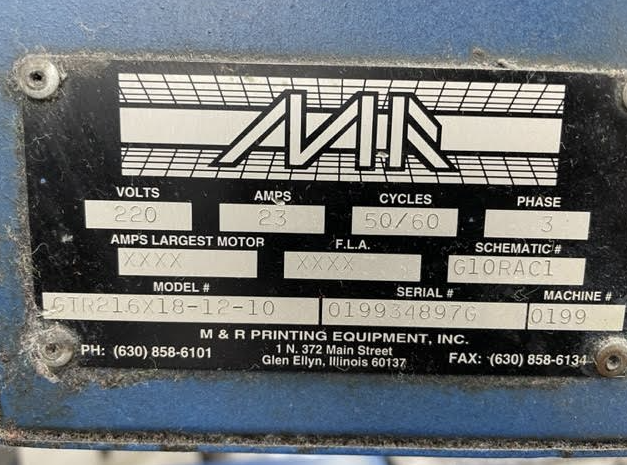 M&R
VOLTS AMPS CYCLES PHASE
220 23 50/60 3
AMPS LARGEST MOTOR F.L.A. SCHEMATIC #
XXXX XXXX G10RAC1
MODEL # SERIAL # MACHINE #
GTR216X18-12-10 019934897G 0199
M & R PRINTING EQUIPMENT, INC.
PH: (630) 858-6101 1 N. 372 Main Street FAX: (630) 858-6134
Glen Ellyn, Illinois 60137